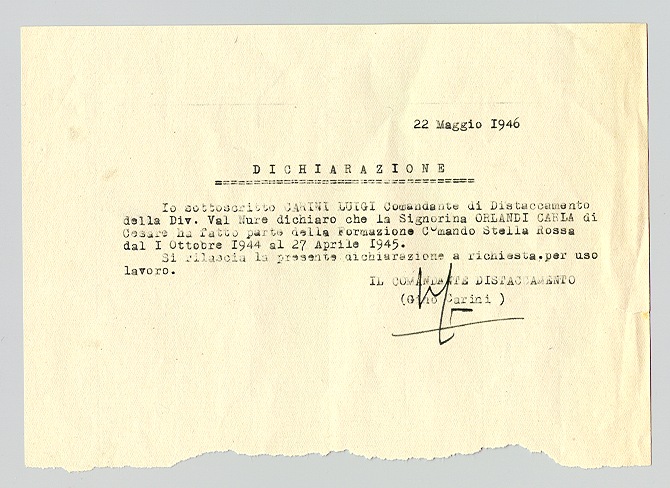 22 Maggio 1946
DICHIARAZIONE
Io sottoscritto CARINI LUIGI Comandante di Distaccamento
della Div. Val Nure dichiaro che la Signorina ORLANDI CARLA di
Cesare ha fatto parte della Formazione Comando Stella Rossa
dal I Ottobre 1944 al 27 Aprile 1945.
Si rilascia la presente dichiarazione a richiesta.per uso
lavoro.
IL COMANDANTE DISTACCAMENTO
(Gino Carini )